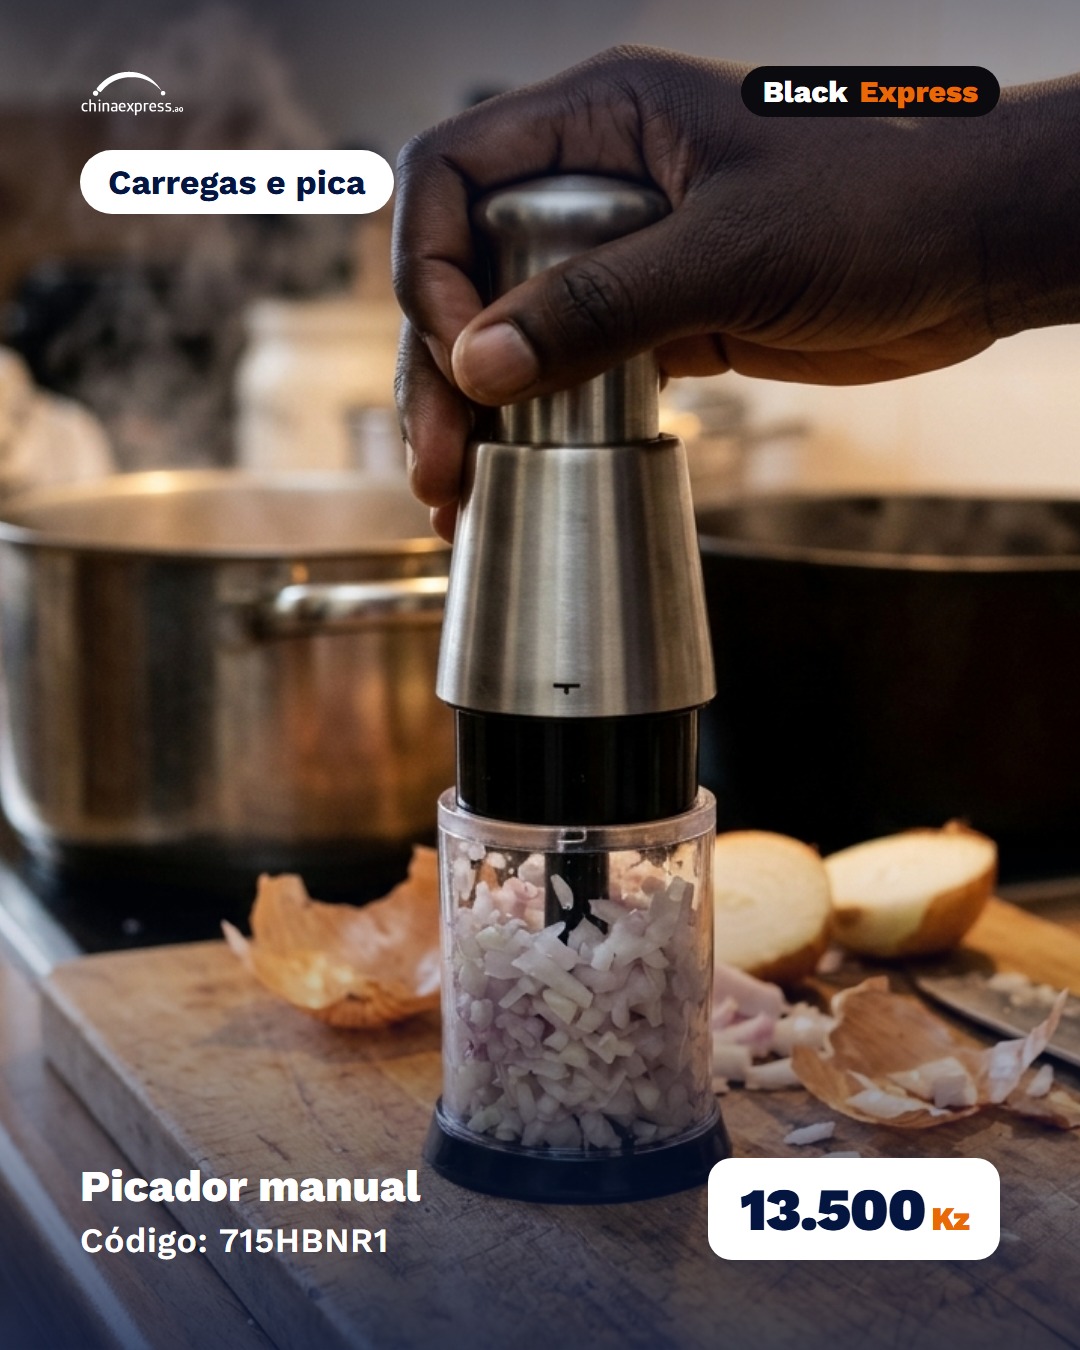 chinaexpress.ao
Black Express
Carregas e pica
Picador manual
Código: 715HBNR1
13.500 Kz